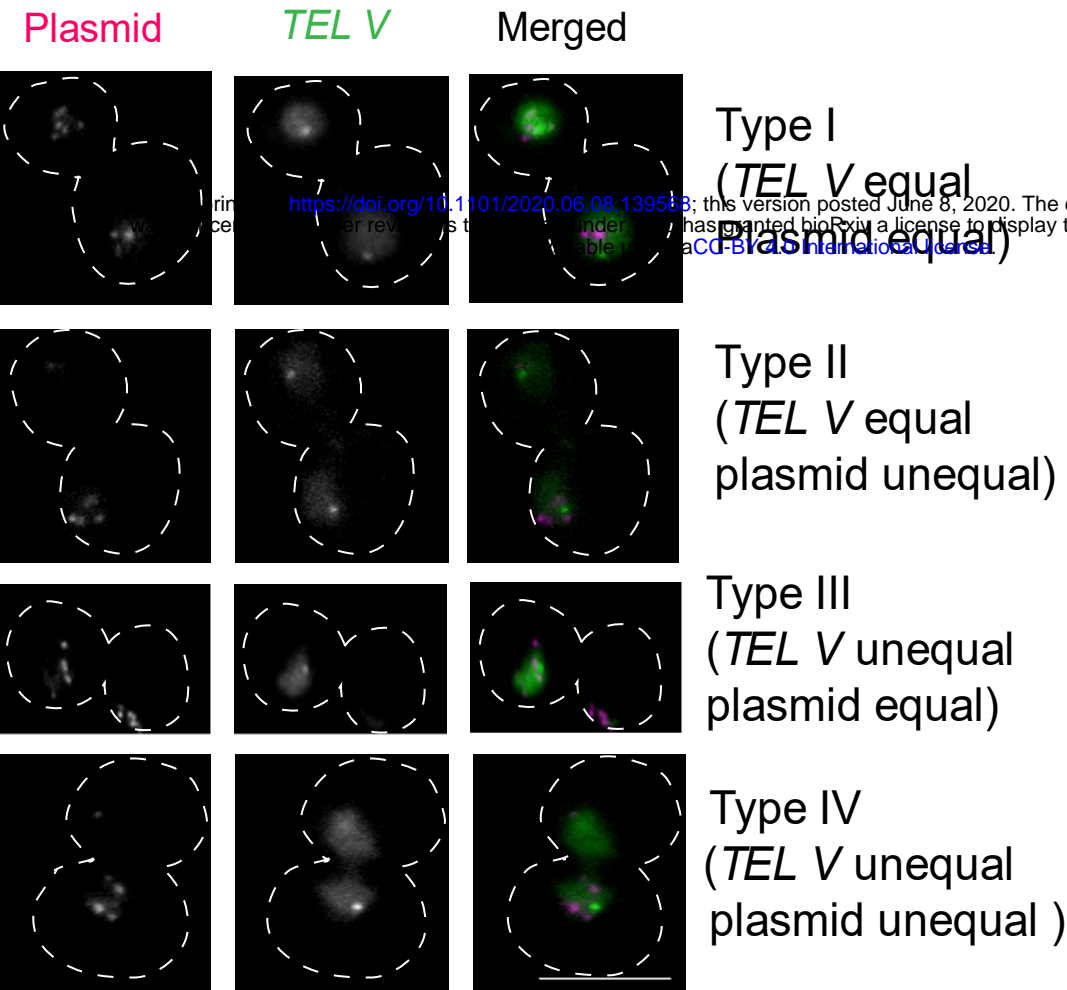 Plasmid TEL V Merged
Type I
(TEL V equal
Plasmid equal)
https://doi.org/10.1101/2020.06.08.139568; this version posted June 8, 2020. The
has granted bioRxiv a license to display
aCC-BY 4.0 International license.
Type II
(TEL V equal
plasmid unequal)
Type III
(TEL V unequal
plasmid equal)
Type IV
(TEL V unequal
plasmid unequal )